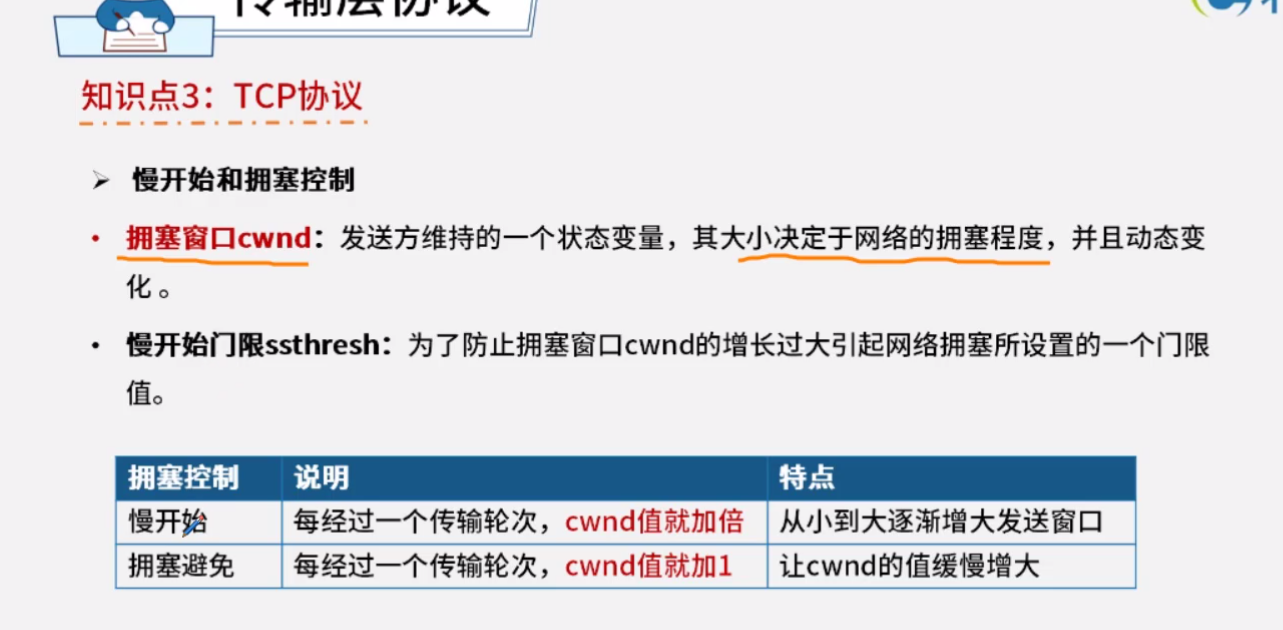 传输层协议
知识点3：TCP协议
➢ 慢开始和拥塞控制
• 拥塞窗口cwnd：发送方维持的一个状态变量，其大小决定于网络的拥塞程度，并且动态变
化 。
• 慢开始门限ssthresh：为了防止拥塞窗口cwnd的增长过大引起网络拥塞所设置的一个门限
值。
拥塞控制 说明 特点
慢开始 每经过一个传输轮次，cwnd值就加倍 从小到大逐渐增大发送窗口
拥塞避免 每经过一个传输轮次，cwnd值就加1 让cwnd的值缓慢增大